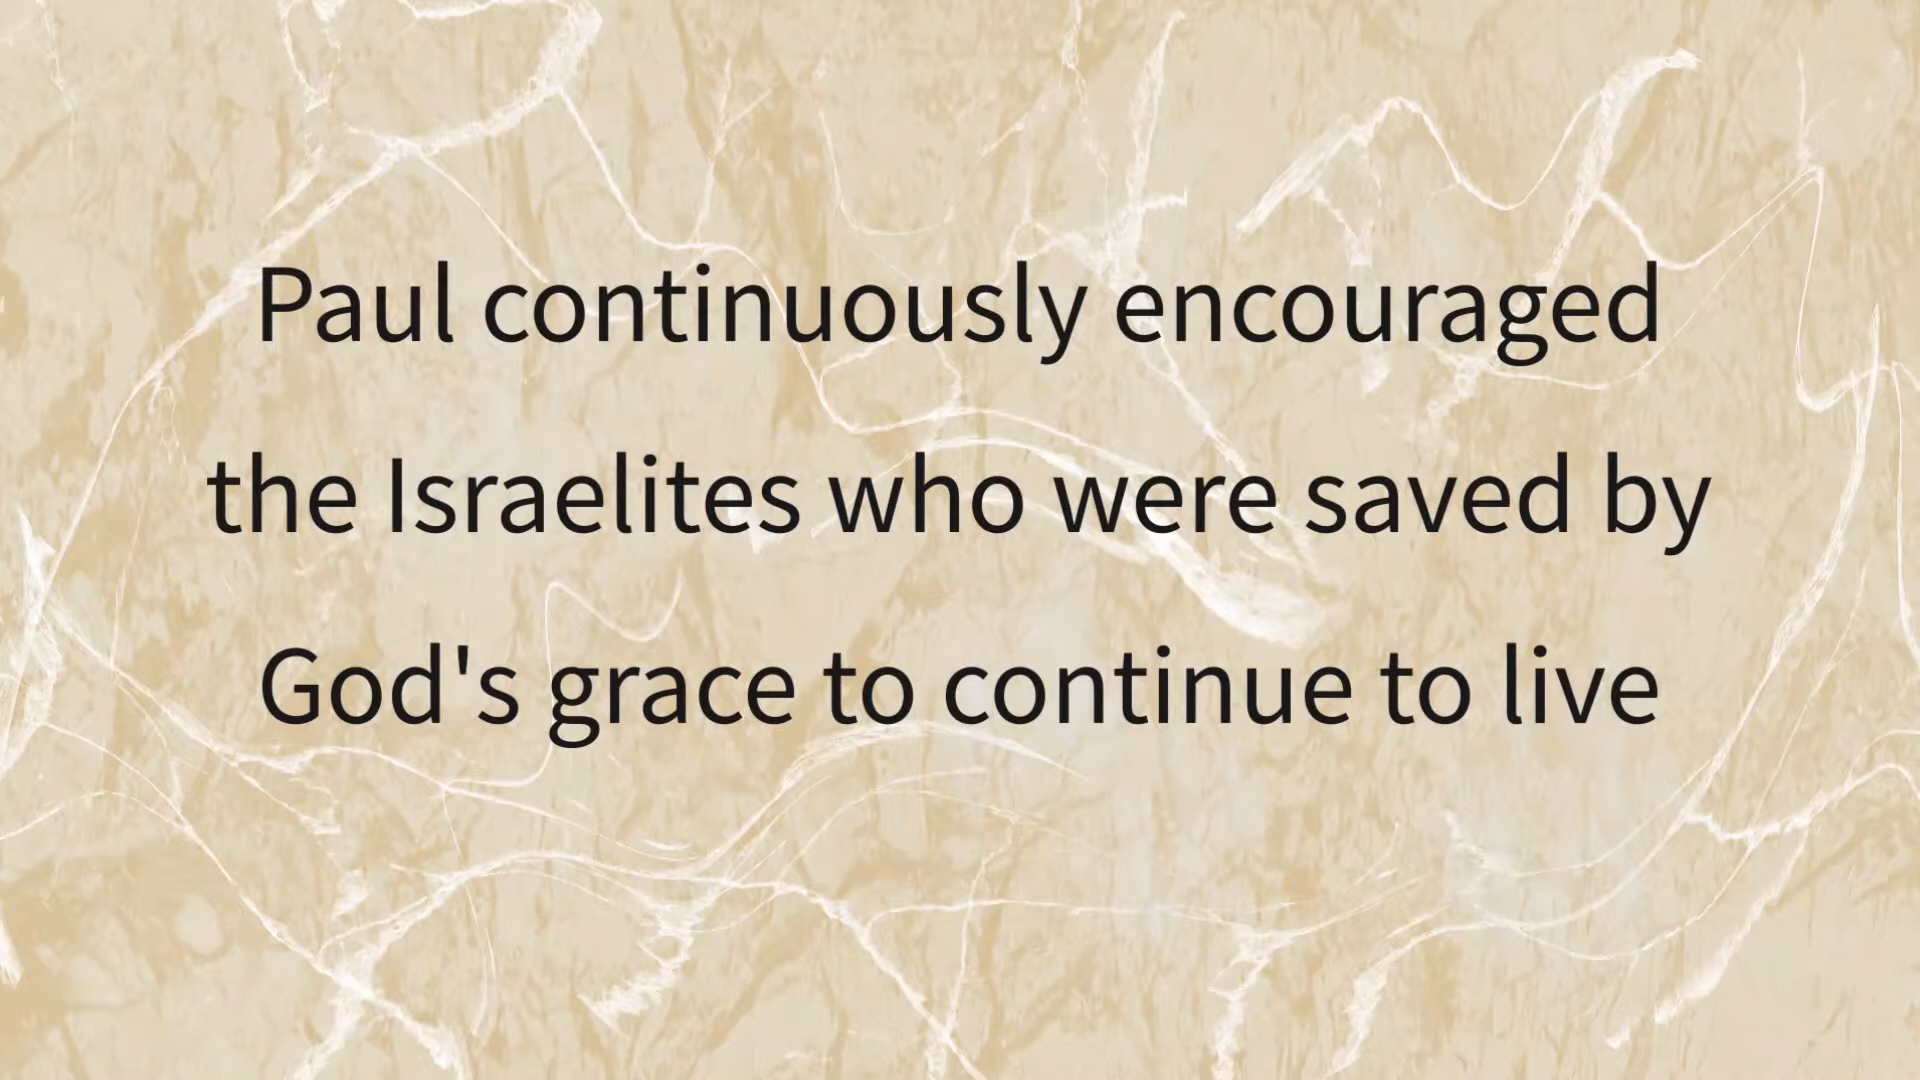 Paul continuously encouraged
the Israelites who were saved by
God's grace to continue to live